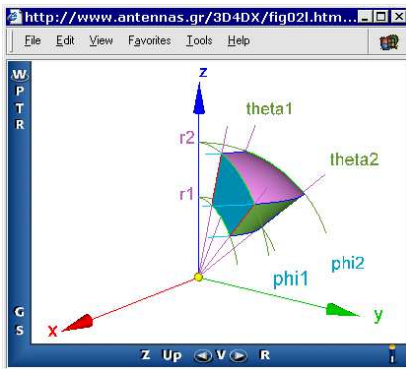 http://www.antennas.gr/3D4DX/fig02l.htm...
File Edit View Favorites Tools Help
W
P
T
R
z
theta1
r2
theta2
r1
phi2
phi1
G
S
x
y
Z Up V R
i